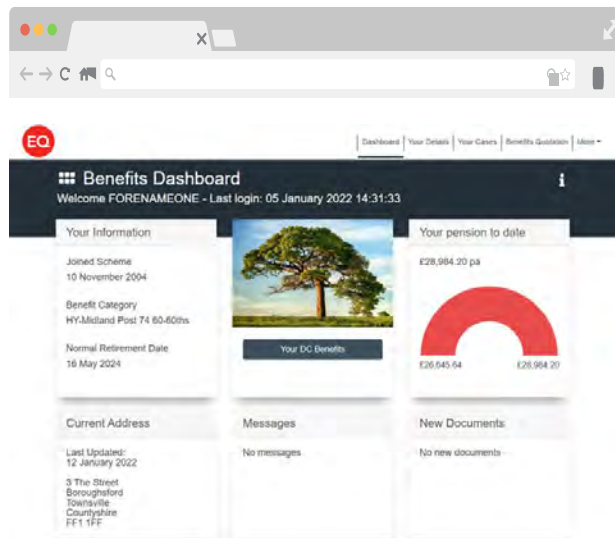 EQ
Dashboard
Your Details
Your Cases
Benefits Quotation
More
Benefits Dashboard
i
Welcome FORENAMEONE - Last login: 05 January 2022 14:31:33
Your Information
Joined Scheme
10 November 2004
Benefit Category
HY-Midland Post 74 60-60ths
Normal Retirement Date
16 May 2024
Your DC Benefits
Your pension to date
£28,984.20 pa
£26,645.64
£28,984.20
Current Address
Last Updated:
12 January 2022
3 The Street
Boroughsford
Townsville
Countyshire
FF1 1FF
Messages
No messages
New Documents
No new documents